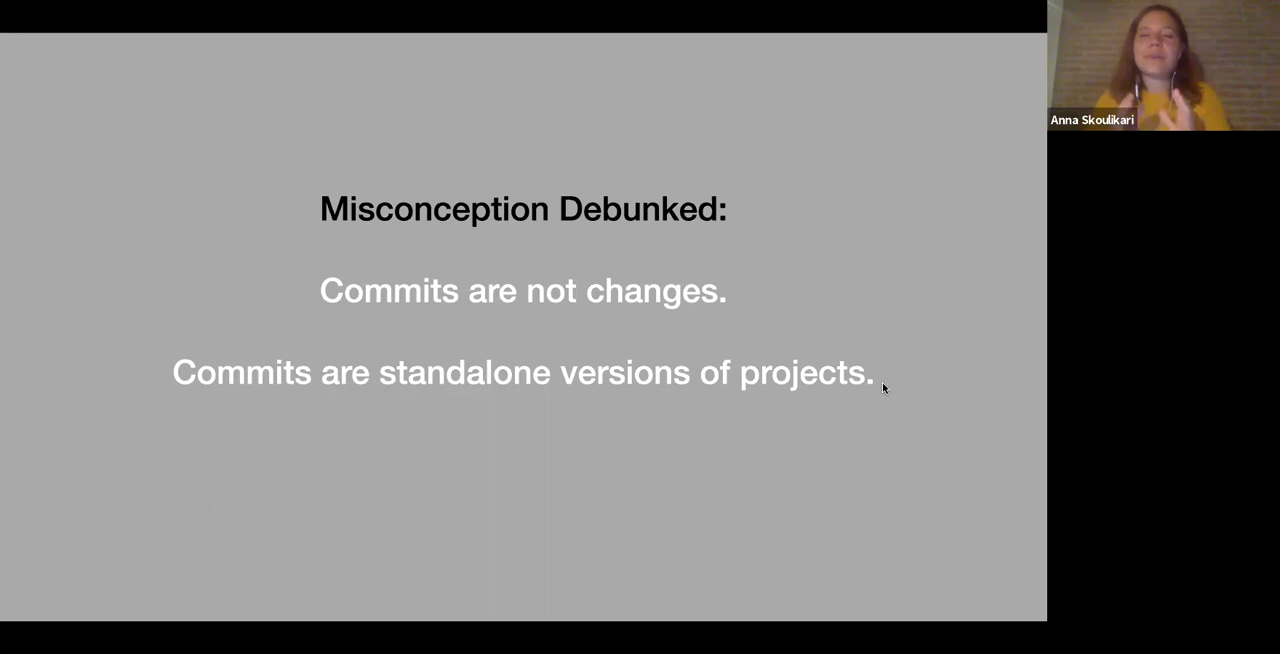 Misconception Debunked:
Commits are not changes.
Commits are standalone versions of projects.
Anna Skoulikari